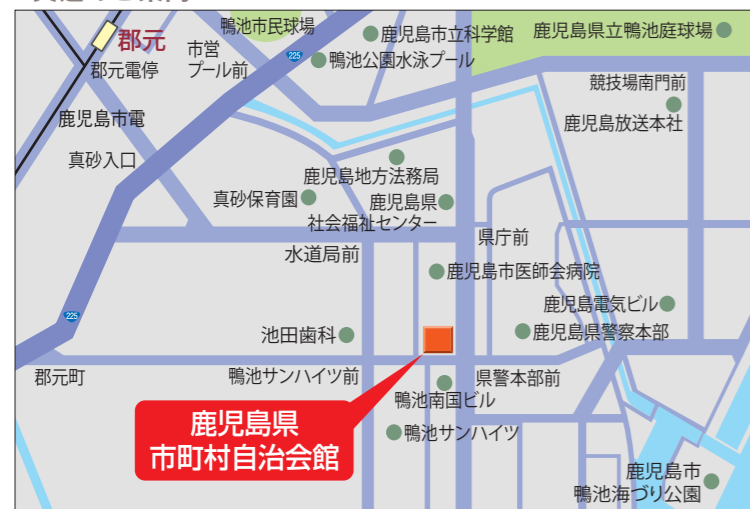 郡元
郡元電停
鴨池市民球場
市営
プール前
225
鹿児島市立科学館
鴨池公園水泳プール
鹿児島県立鴨池庭球場
競技場南門前
鹿児島放送本社
鹿児島市電
真砂入口
鹿児島地方法務局
真砂保育園
鹿児島県
社会福祉センター
水道局前
県庁前
鹿児島市医師会病院
鹿児島電気ビル
225
池田歯科
鹿児島県警察本部
郡元町
鴨池サンハイツ前
県警本部前
鴨池南国ビル
鹿児島県
市町村自治会館
鴨池サンハイツ
鹿児島市
鴨池海づり公園